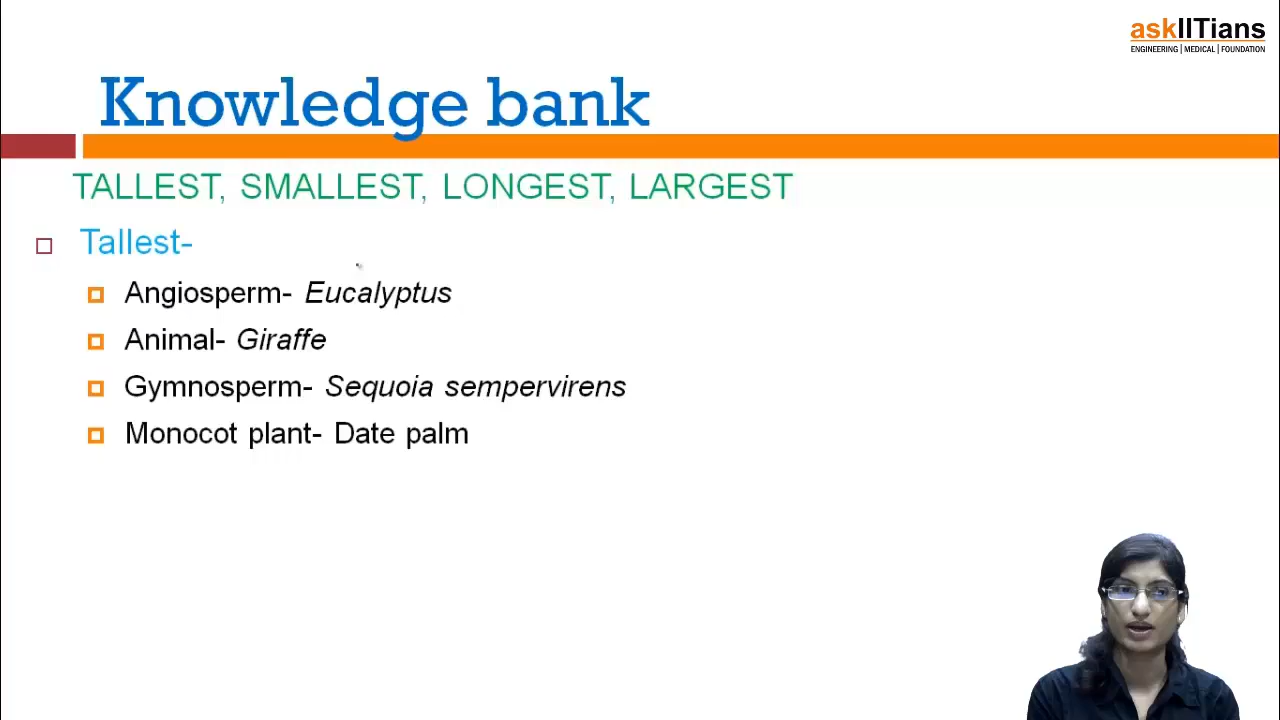 askIITians
ENGINEERING | MEDICAL | FOUNDATION
Knowledge bank
TALLEST, SMALLEST, LONGEST, LARGEST
Tallest-
Angiosperm- Eucalyptus
Animal- Giraffe
Gymnosperm- Sequoia sempervirens
Monocot plant- Date palm